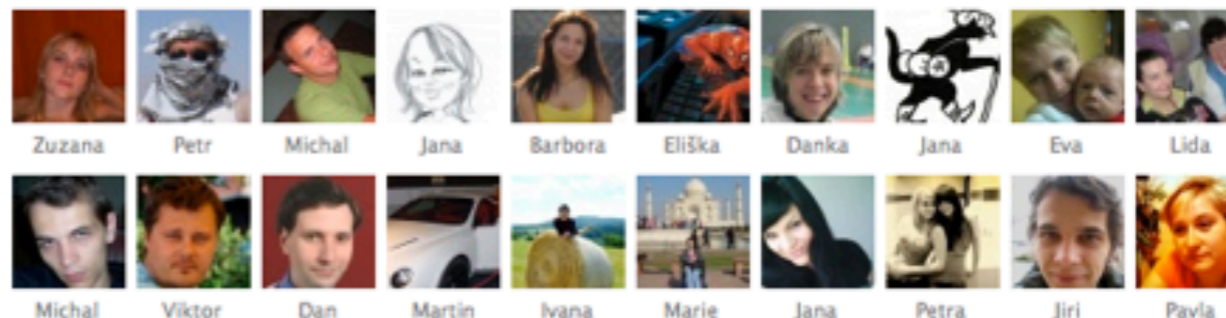 Zuzana Petr Michal Jana Barbora Eliška Danka Jana Eva Lida
Michal Viktor Dan Martin Ivana Marie Jana Petra Jiri Pavla